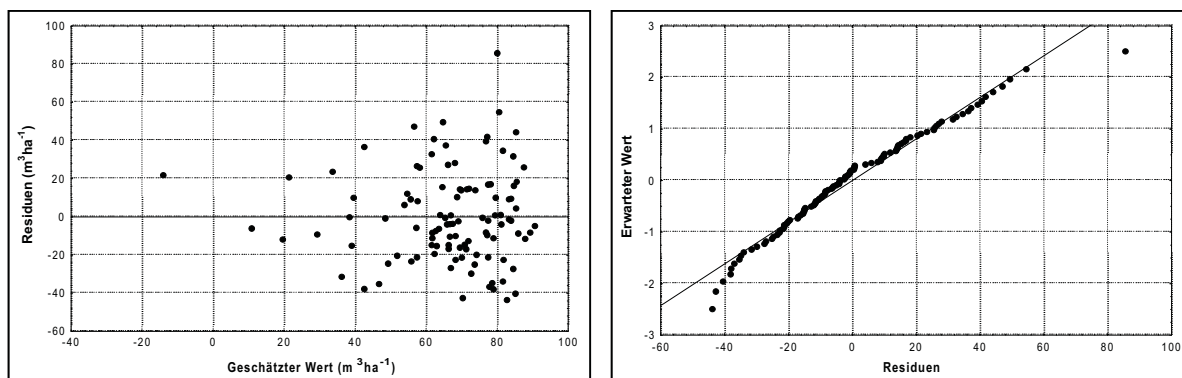 Residuen (m³ha⁻¹)
100
80
60
40
20
0
-20
-40
-60
-40 -20 0 20 40 60 80 100
Geschätzter Wert (m ³ha⁻¹)
Erwarteter Wert
3
2
1
0
-1
-2
-3
-60 -40 -20 0 20 40 60 80 100
Residuen